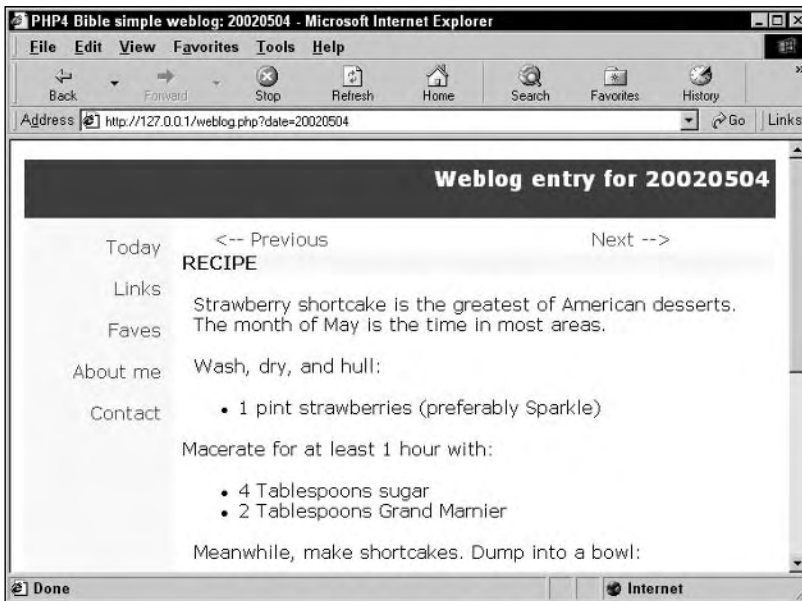 PHP4 Bible simple weblog: 20020504 - Microsoft Internet Explorer
File Edit View Favorites Tools Help
Back Forward Stop Refresh Home Search Favorites History »
Address http://127.0.0.1/weblog.php?date=20020504 Go Links
Weblog entry for 20020504
<-- Previous Next -->
Today
Links
Faves
About me
Contact
RECIPE
Strawberry shortcake is the greatest of American desserts.
The month of May is the time in most areas.
Wash, dry, and hull:
• 1 pint strawberries (preferably Sparkle)
Macerate for at least 1 hour with:
• 4 Tablespoons sugar
• 2 Tablespoons Grand Marnier
Meanwhile, make shortcakes. Dump into a bowl:
Done Internet